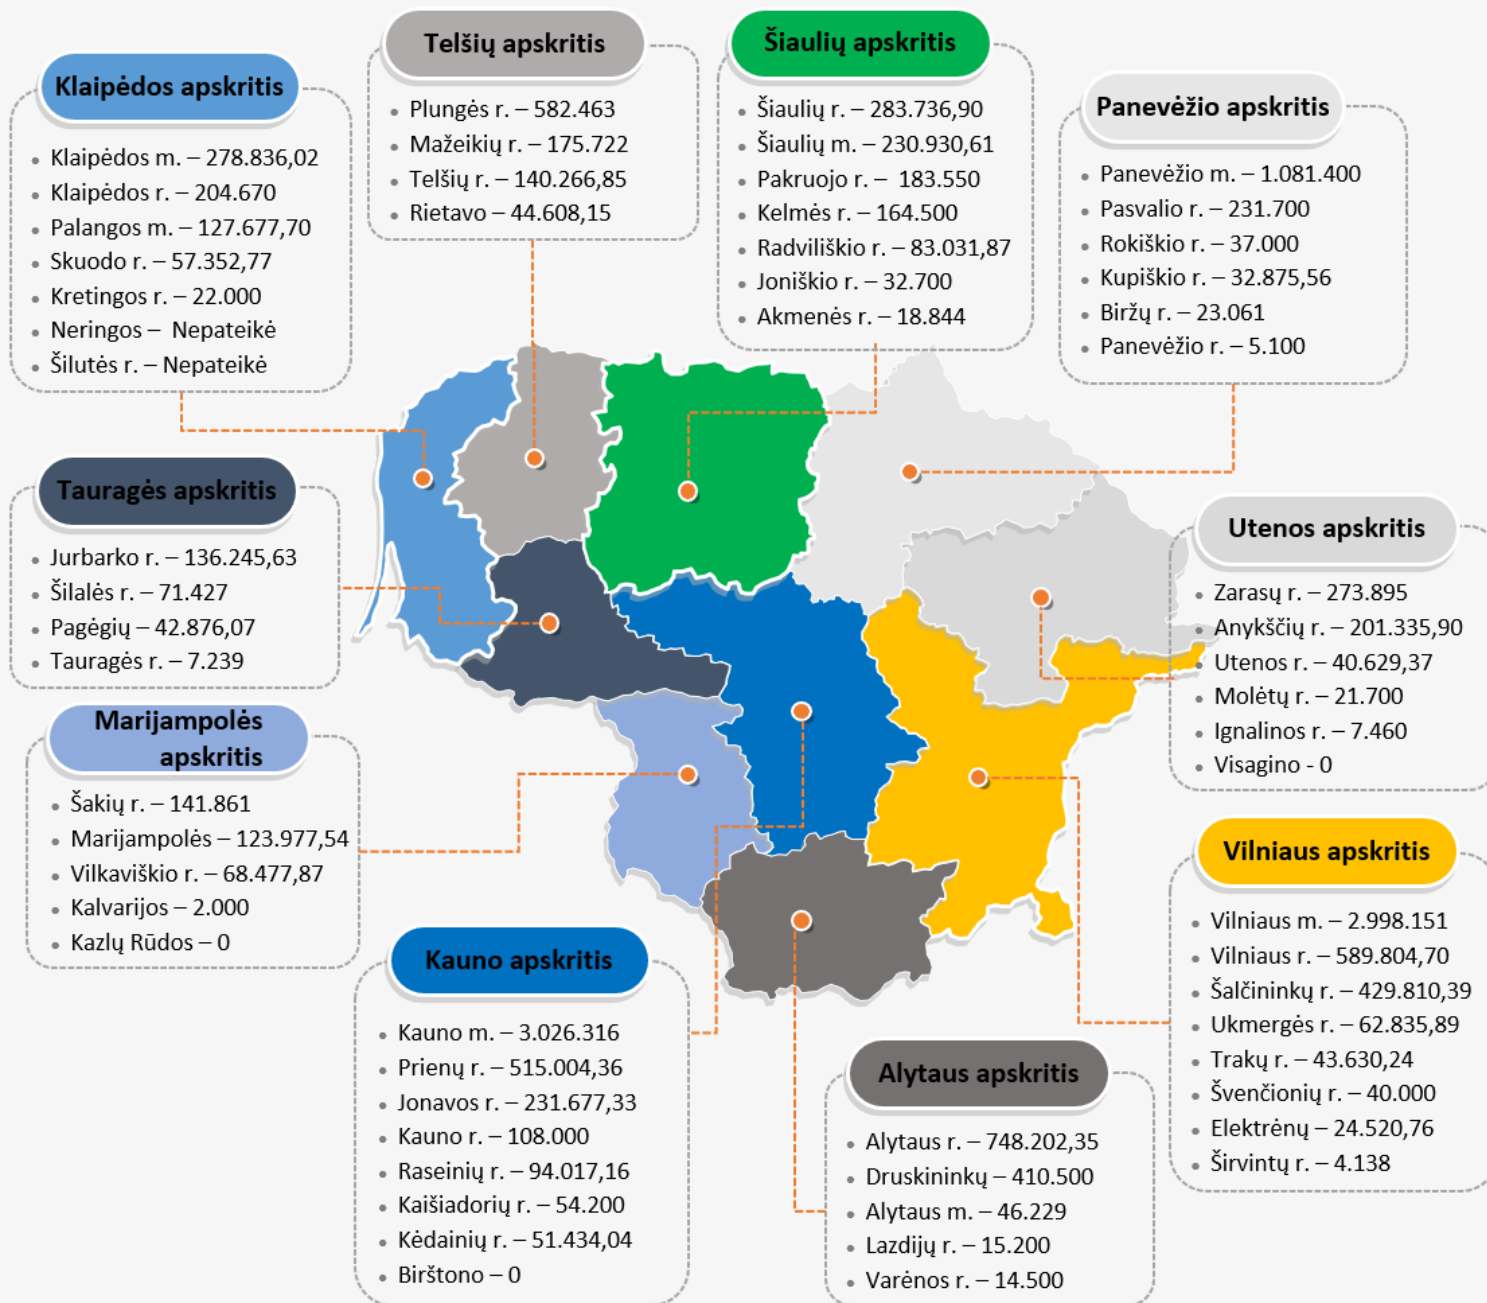 Klaipėdos apskritis
Klaipėdos m. – 278.836,02
Klaipėdos r. – 204.670
Palangos m. – 127.677,70
Skuodo r. – 57.352,77
Kretingos r. – 22.000
Neringos – Nepateikė
Šilutės r. – Nepateikė
Telšių apskritis
Plungės r. – 582.463
Mažeikių r. – 175.722
Telšių r. – 140.266,85
Rietavo – 44.608,15
Šiaulių apskritis
Šiaulių r. – 283.736,90
Šiaulių m. – 230.930,61
Pakruojo r. – 183.550
Kelmės r. – 164.500
Radviliškio r. – 83.031,87
Joniškio r. – 32.700
Akmenės r. – 18.844
Panevėžio apskritis
Panevėžio m. – 1.081.400
Pasvalio r. – 231.700
Rokiškio r. – 37.000
Kupiškio r. – 32.875,56
Biržų r. – 23.061
Panevėžio r. – 5.100
Tauragės apskritis
Jurbarko r. – 136.245,63
Šilalės r. – 71.427
Pagėgių – 42.876,07
Tauragės r. – 7.239
Utenos apskritis
Zarasų r. – 273.895
Anykščių r. – 201.335,90
Utenos r. – 40.629,37
Molėtų r. – 21.700
Ignalinos r. – 7.460
Visagino - 0
Marijampolės
apskritis
Šakių r. – 141.861
Marijampolės – 123.977,54
Vilkaviškio r. – 68.477,87
Kalvarijos – 2.000
Kazlų Rūdos – 0
Vilniaus apskritis
Vilniaus m. – 2.998.151
Vilniaus r. – 589.804,70
Šalčininkų r. – 429.810,39
Ukmergės r. – 62.835,89
Trakų r. – 43.630,24
Švenčionių r. – 40.000
Elektrėnų – 24.520,76
Širvintų r. – 4.138
Kauno apskritis
Kauno m. – 3.026.316
Prienų r. – 515.004,36
Jonavos r. – 231.677,33
Kauno r. – 108.000
Raseinių r. – 94.017,16
Kaišiadorių r. – 54.200
Kėdainių r. – 51.434,04
Birštono – 0
Alytaus apskritis
Alytaus r. – 748.202,35
Druskininkų – 410.500
Alytaus m. – 46.229
Lazdijų r. – 15.200
Varėnos r. – 14.500